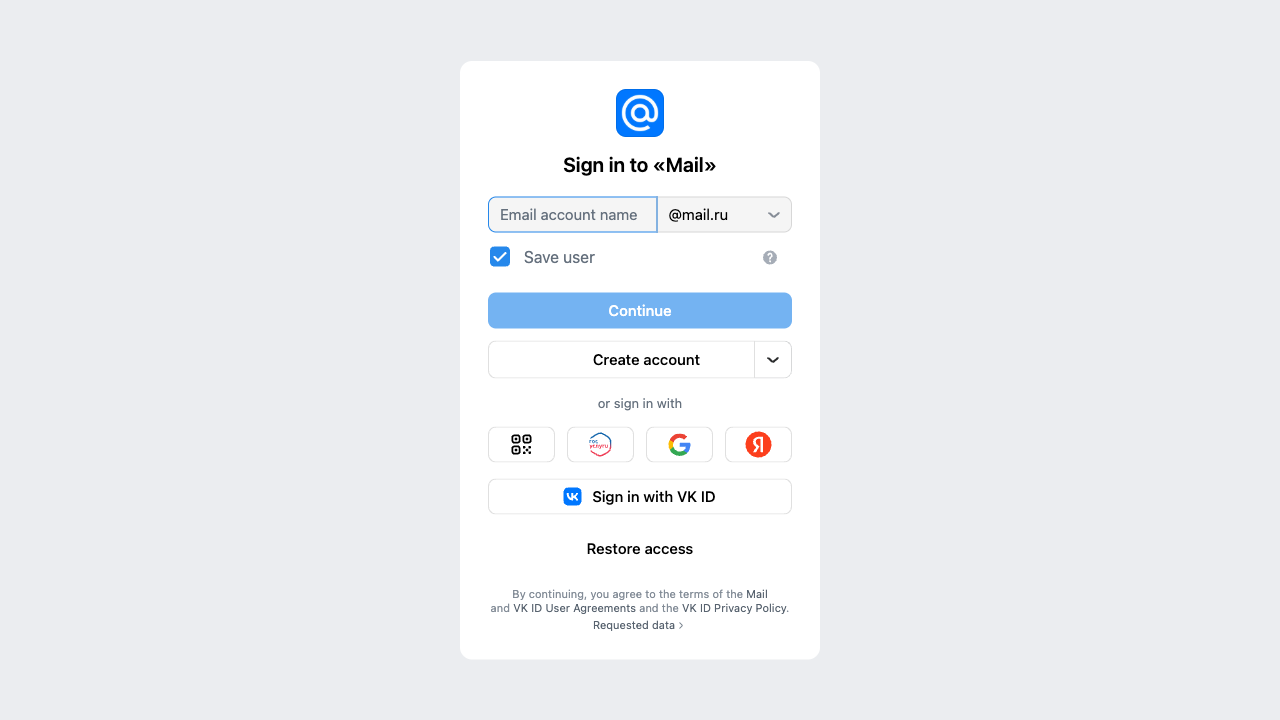 Sign in to «Mail»
Email account name
@mail.ru
Save user
Continue
Create account
or sign in with
гос
услуги
Sign in with VK ID
Restore access
By continuing, you agree to the terms of the Mail
and VK ID User Agreements and the VK ID Privacy Policy.
Requested data